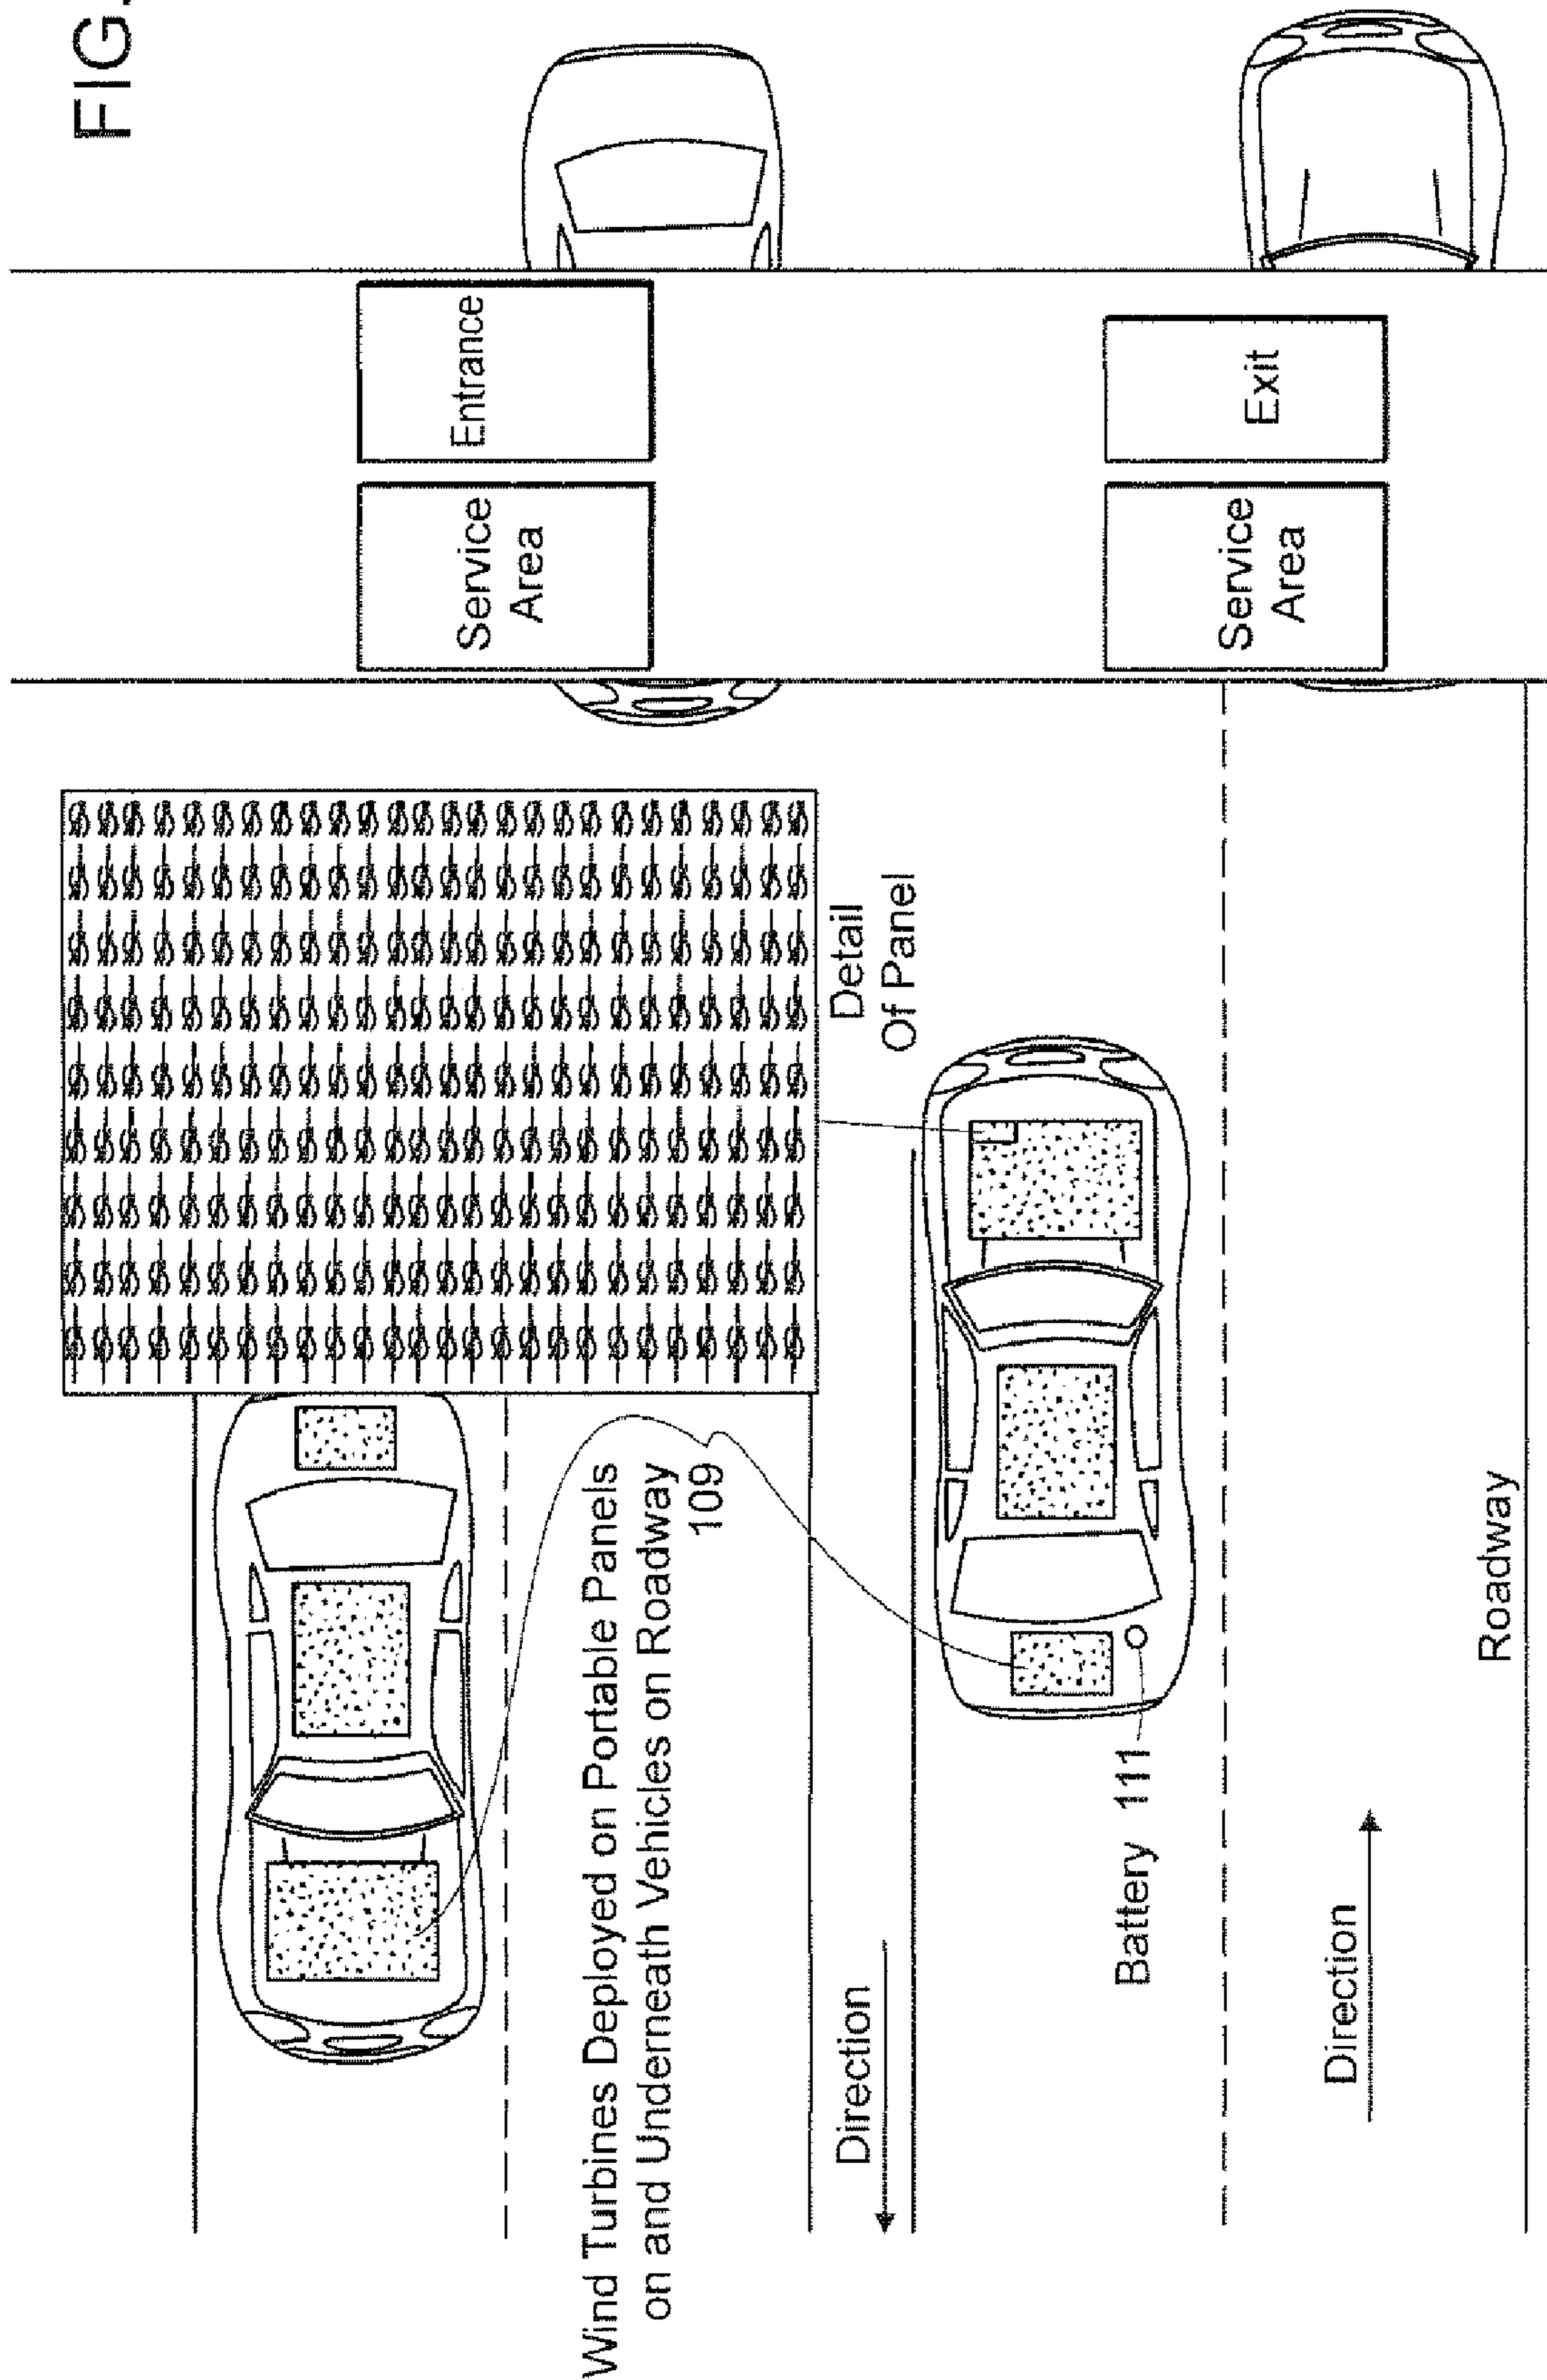 FIG.
Entrance
Service
Area
Exit
Service
Area
Detail
Of Panel
Wind Turbines Deployed on Portable Panels
on and Underneath Vehicles on Roadway
109
Direction
Battery 111
Direction
Roadway